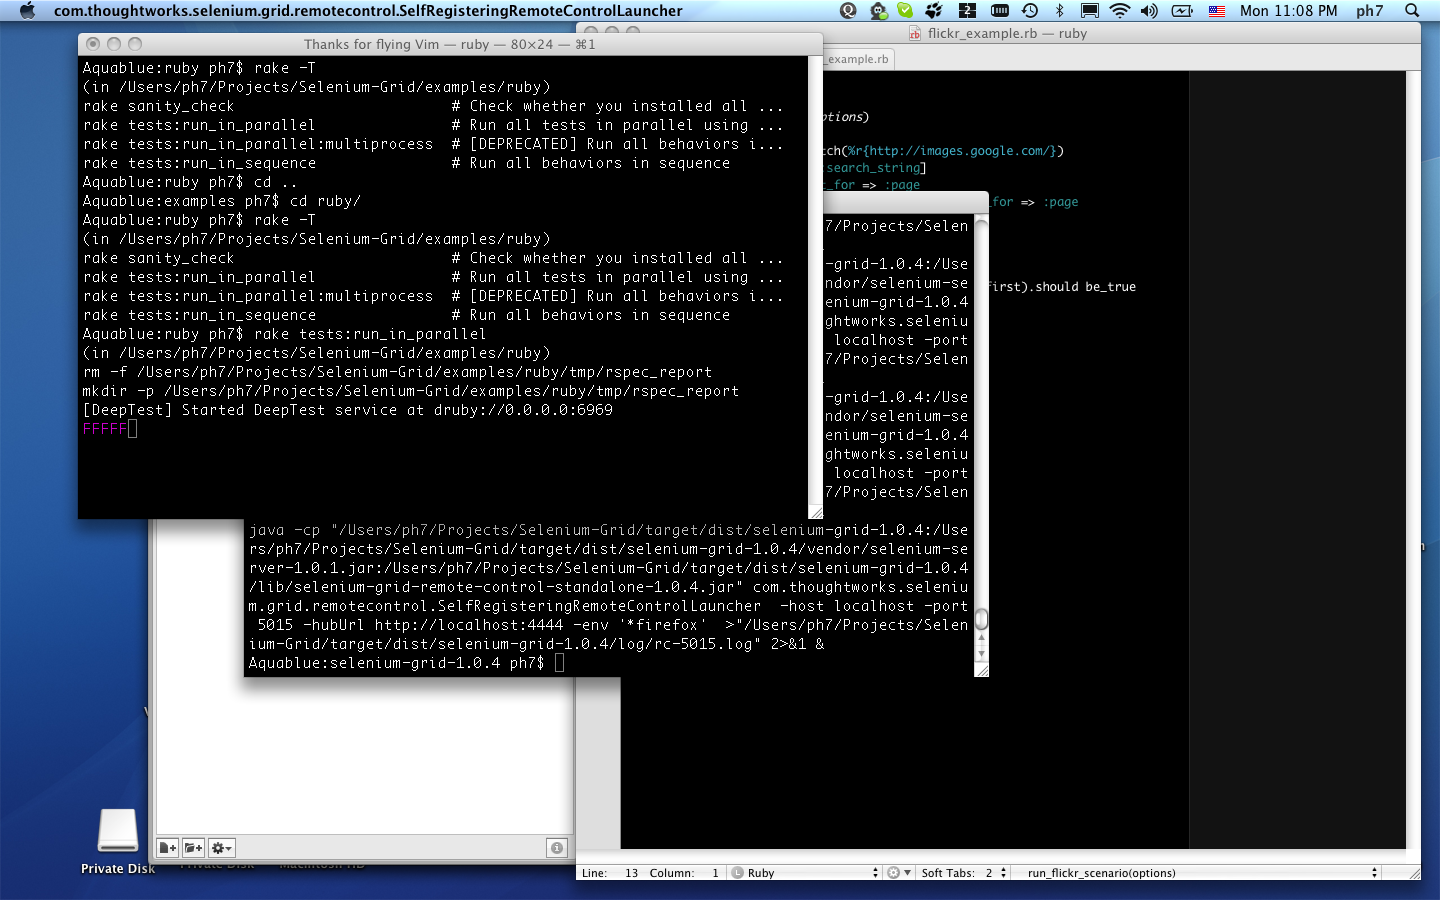 com.thoughtworks.selenium.grid.remotecontrol.SelfRegisteringRemoteControlLauncher
2
Mon 11:08 PM
ph7
Thanks for flying Vim — ruby — 80×24 — ⌘1
Aquablue:ruby ph7$ rake -T
(in /Users/ph7/Projects/Selenium-Grid/examples/ruby)
rake sanity_check # Check whether you installed all ...
rake tests:run_in_parallel # Run all tests in parallel using ...
rake tests:run_in_parallel:multiprocess # [DEPRECATED] Run all behaviors i...
rake tests:run_in_sequence # Run all behaviors in sequence
Aquablue:ruby ph7$ cd ..
Aquablue:examples ph7$ cd ruby/
Aquablue:ruby ph7$ rake -T
(in /Users/ph7/Projects/Selenium-Grid/examples/ruby)
rake sanity_check # Check whether you installed all ...
rake tests:run_in_parallel # Run all tests in parallel using ...
rake tests:run_in_parallel:multiprocess # [DEPRECATED] Run all behaviors i...
rake tests:run_in_sequence # Run all behaviors in sequence
Aquablue:ruby ph7$ rake tests:run_in_parallel
(in /Users/ph7/Projects/Selenium-Grid/examples/ruby)
rm -f /Users/ph7/Projects/Selenium-Grid/examples/ruby/tmp/rspec_report
mkdir -p /Users/ph7/Projects/Selenium-Grid/examples/ruby/tmp/rspec_report
[DeepTest] Started DeepTest service at druby://0.0.0.0:6969
FFFFF
flickr_example.rb — ruby
_example.rb
otions)
tch(%r{http://images.google.com/})
:search_string]
t_for => :page
_for => :page
first).should be_true
7/Projects/Selen
-grid-1.0.4:/Use
endor/selenium-se
enium-grid-1.0.4
ghtworks.seleniu
localhost -port
7/Projects/Selen
-grid-1.0.4:/Use
endor/selenium-se
enium-grid-1.0.4
ghtworks.seleniu
localhost -port
7/Projects/Selen
java -cp "/Users/ph7/Projects/Selenium-Grid/target/dist/selenium-grid-1.0.4:/Use
rs/ph7/Projects/Selenium-Grid/target/dist/selenium-grid-1.0.4/vendor/selenium-se
rver-1.0.1.jar:/Users/ph7/Projects/Selenium-Grid/target/dist/selenium-grid-1.0.4
/lib/selenium-grid-remote-control-standalone-1.0.4.jar" com.thoughtworks.seleniu
m.grid.remotecontrol.SelfRegisteringRemoteControlLauncher -host localhost -port
5015 -hubUrl http://localhost:4444 -env '*firefox' >"/Users/ph7/Projects/Selen
ium-Grid/target/dist/selenium-grid-1.0.4/log/rc-5015.log" 2>&1 &
Aquablue:selenium-grid-1.0.4 ph7$
Private Disk
Private Disk
Macintosh HD
Line: 13 Column: 1
Ruby
Soft Tabs: 2
run_flickr_scenario(options)